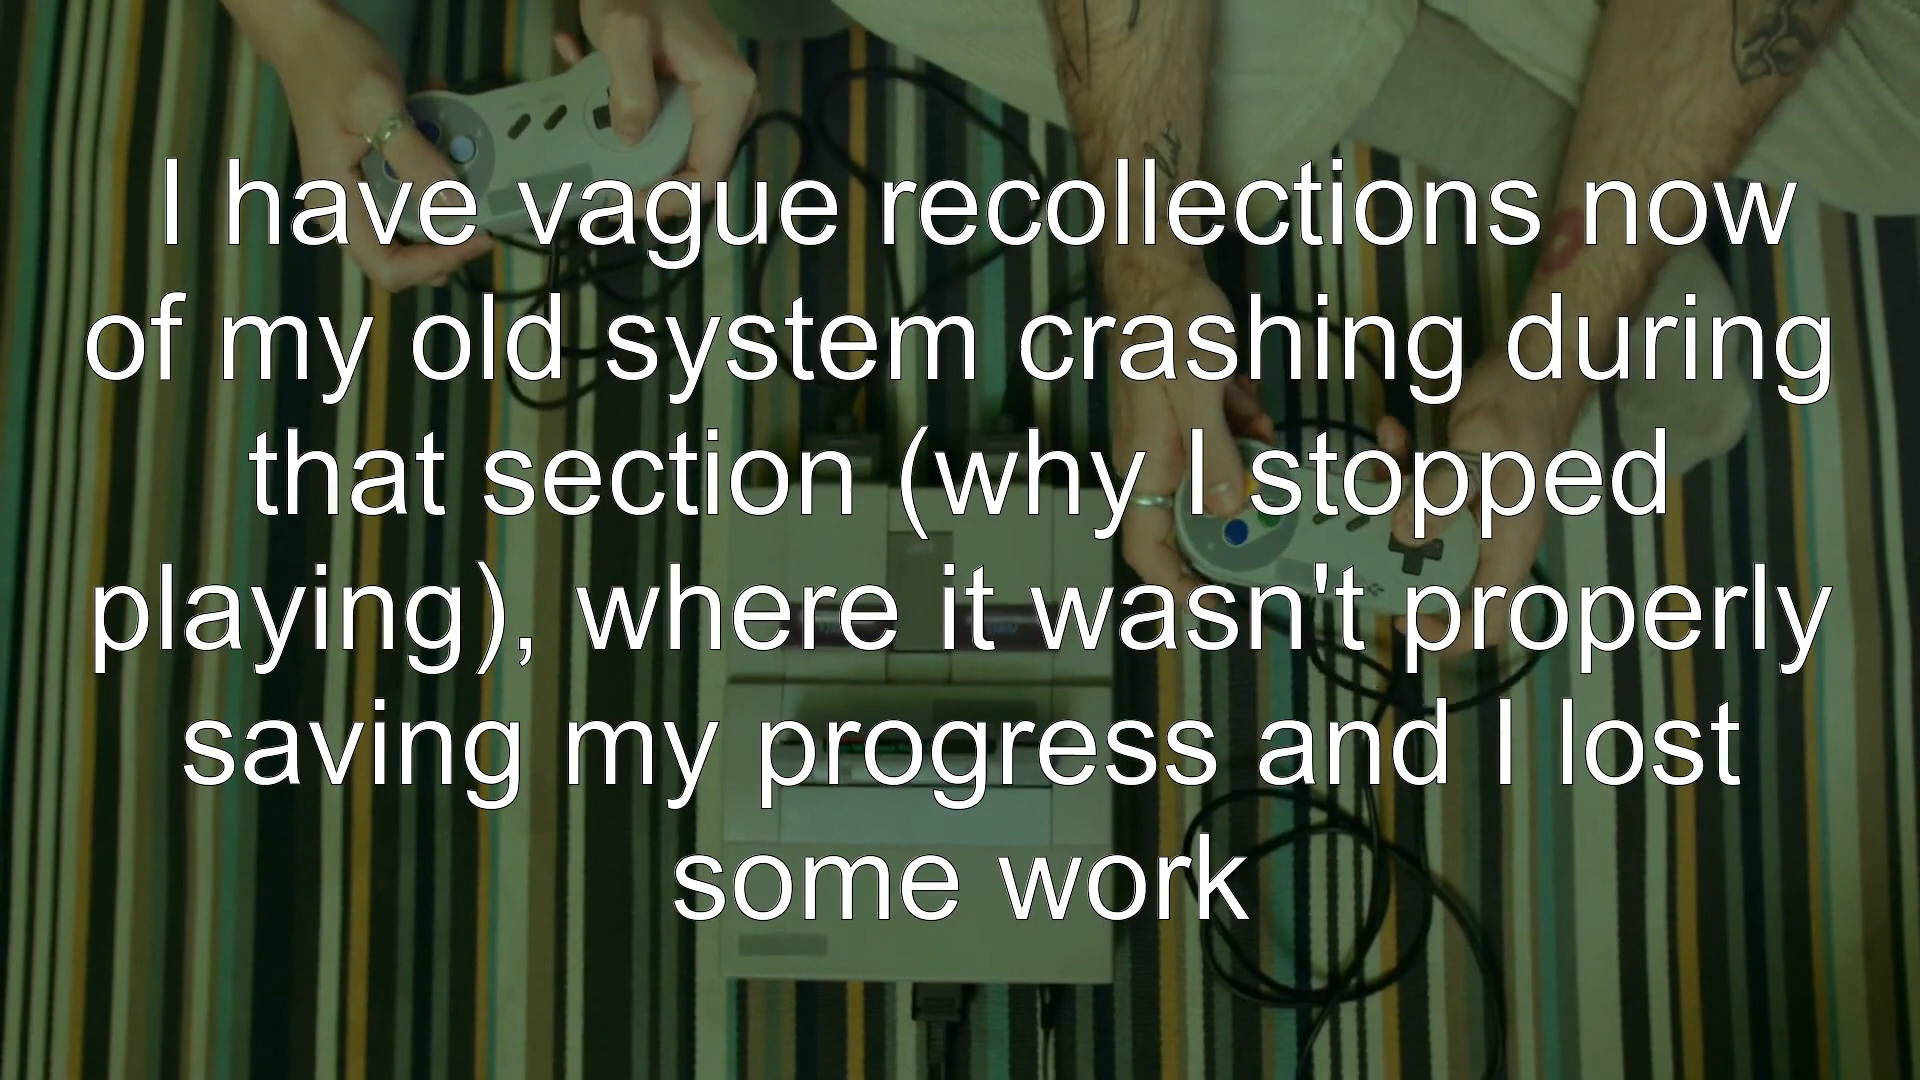 I have vague recollections now
of my old system crashing during
that section (why I stopped
playing), where it wasn't properly
saving my progress and I lost
some work